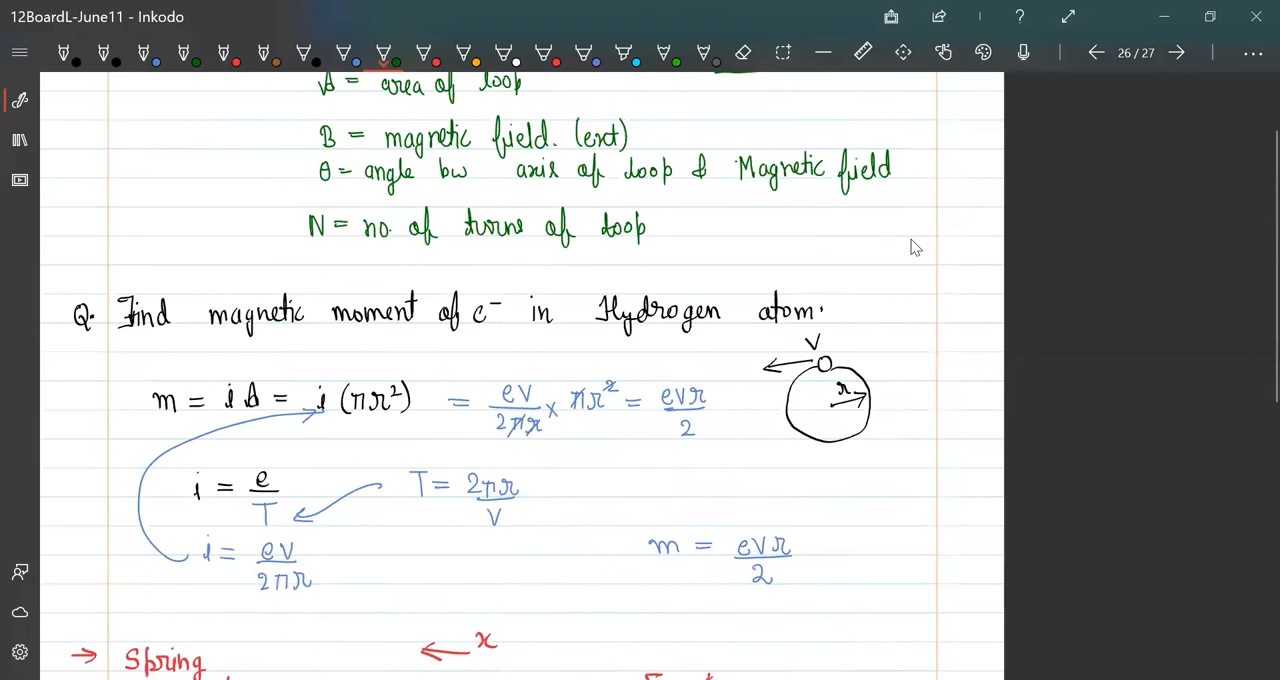 12BoardL-June11 - Inkodo
26 / 27
A = area of loop
B = magnetic field. (ext)
θ = angle bw axis of loop & Magnetic field
N = no. of turns of loop
Q. Find magnetic moment of e⁻ in Hydrogen atom.
V
r
m = i A = i (πr²) = ev/2πr × πr² = evr/2
i = e/T T = 2πr/V
i = ev/2πr m = evr/2
→ Spring ← x